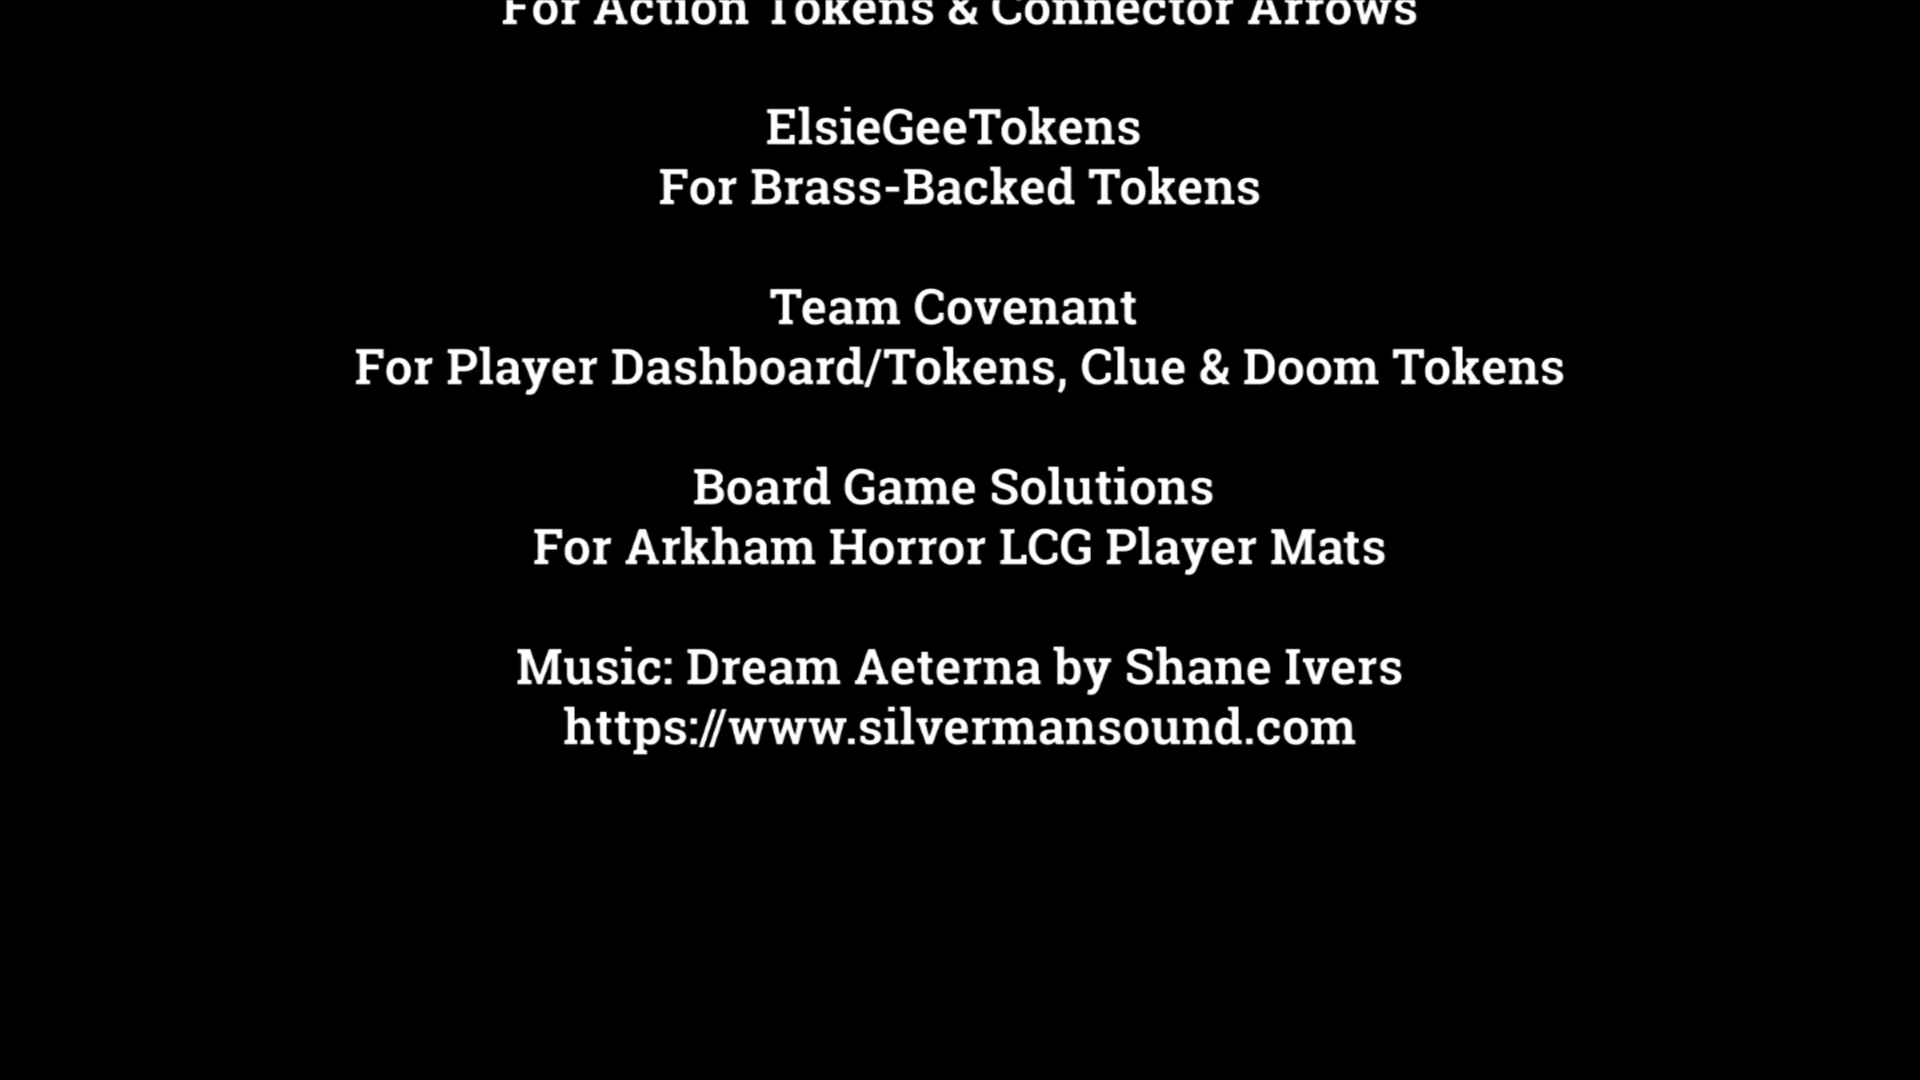 For Action Tokens & Connector Arrows
ElsieGeeTokens
For Brass-Backed Tokens
Team Covenant
For Player Dashboard/Tokens, Clue & Doom Tokens
Board Game Solutions
For Arkham Horror LCG Player Mats
Music: Dream Aeterna by Shane Ivers
https://www.silvermansound.com